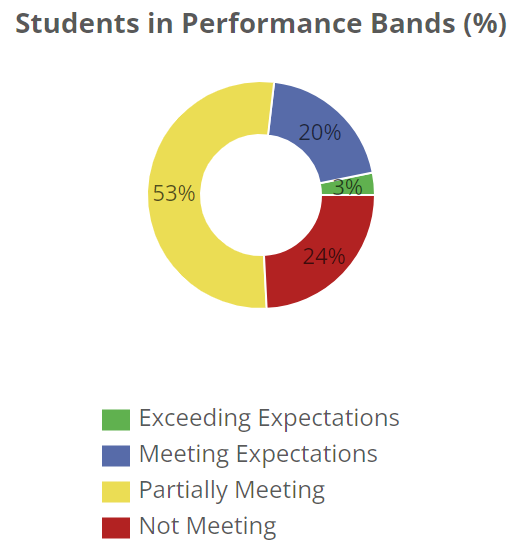 Students in Performance Bands (%)
20%
3%
53%
24%
Exceeding Expectations
Meeting Expectations
Partially Meeting
Not Meeting